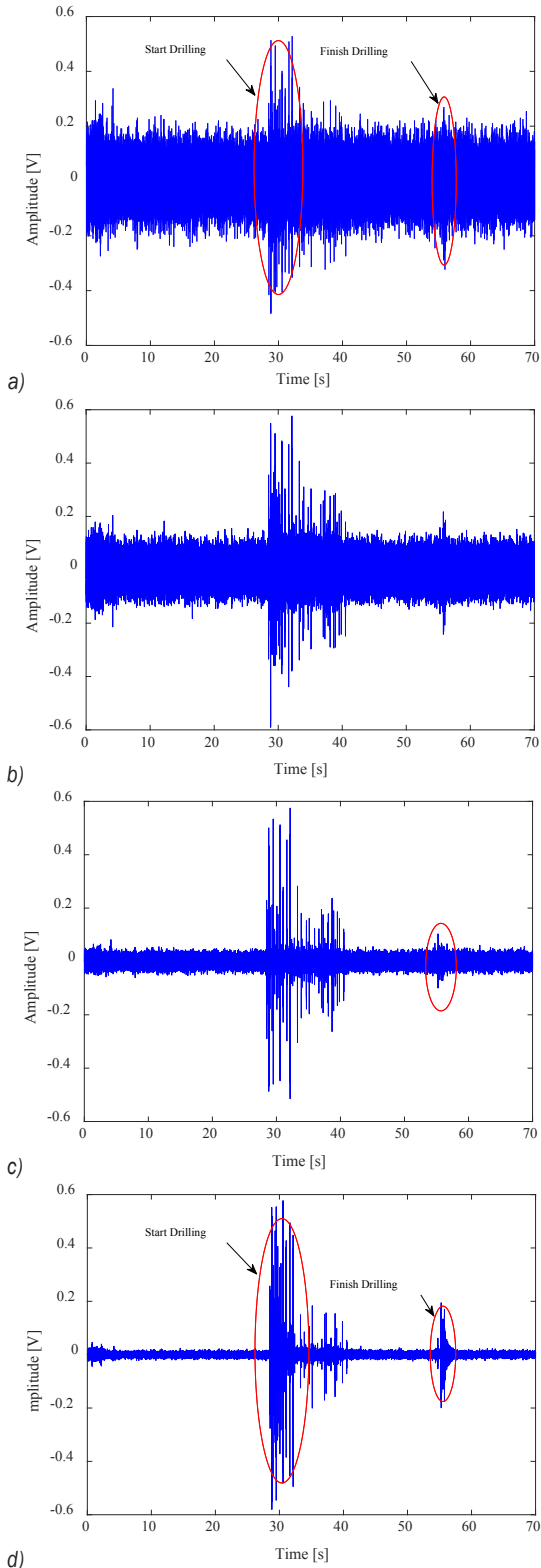 0.6
Start Drilling
Finish Drilling
0.4
0.2
0
-0.2
-0.4
-0.6
Amplitude [V]
0 10 20 30 40 50 60 70
Time [s]
a)
0.6
0.4
0.2
0
-0.2
-0.4
-0.6
Amplitude [V]
0 10 20 30 40 50 60 70
Time [s]
b)
0.6
0.4
0.2
0
-0.2
-0.4
-0.6
Amplitude [V]
0 10 20 30 40 50 60 70
Time [s]
c)
0.6
Start Drilling
0.4
Finish Drilling
0.2
0
-0.2
-0.4
-0.6
mplitude [V]
0 10 20 30 40 50 60 70
Time [s]
d)